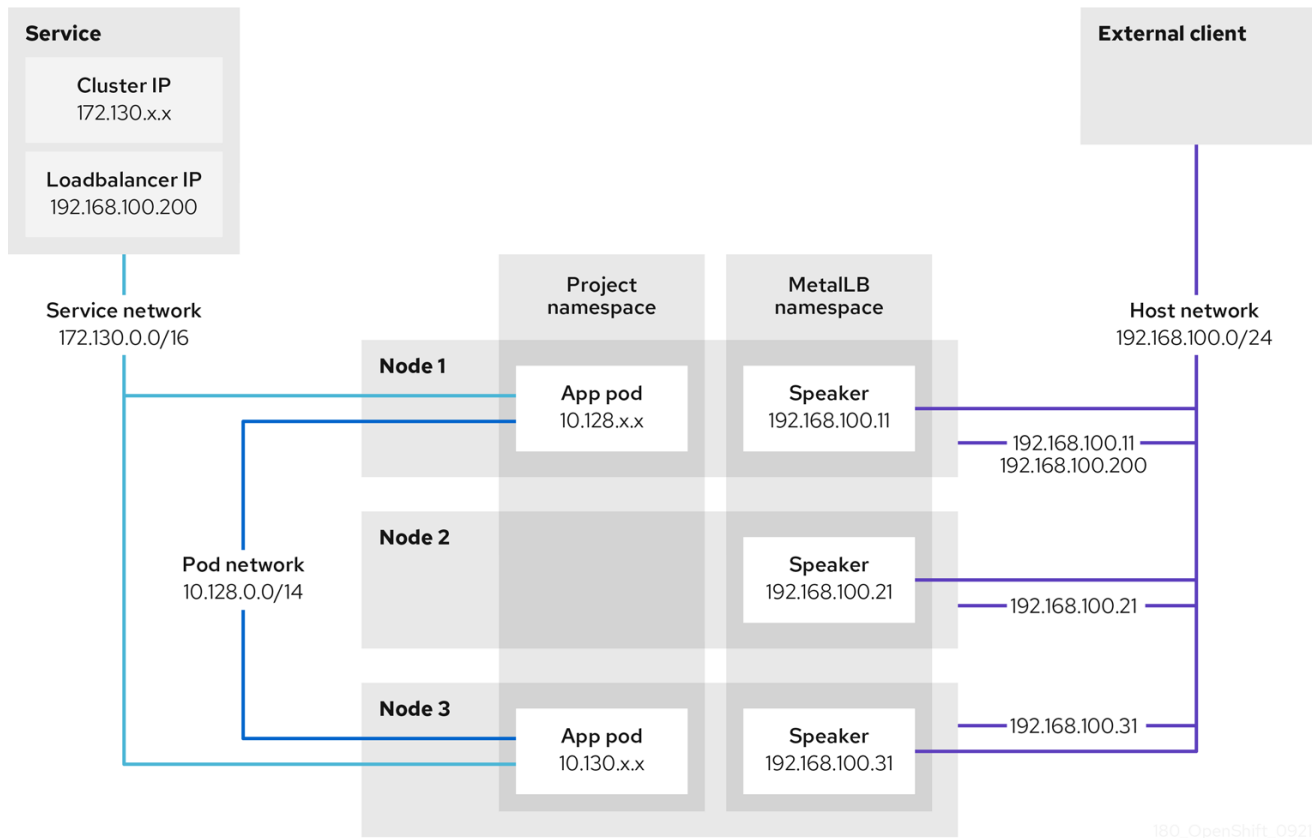 Service
Cluster IP
172.130.x.x
Loadbalancer IP
192.168.100.200
Service network
172.130.0.0/16
External client
Host network
192.168.100.0/24
Project
namespace
MetalLB
namespace
Node 1
App pod
10.128.x.x
Speaker
192.168.100.11
192.168.100.11
192.168.100.200
Pod network
10.128.0.0/14
Node 2
Speaker
192.168.100.21
192.168.100.21
Node 3
App pod
10.130.x.x
Speaker
192.168.100.31
192.168.100.31
180_OpenShift_0921